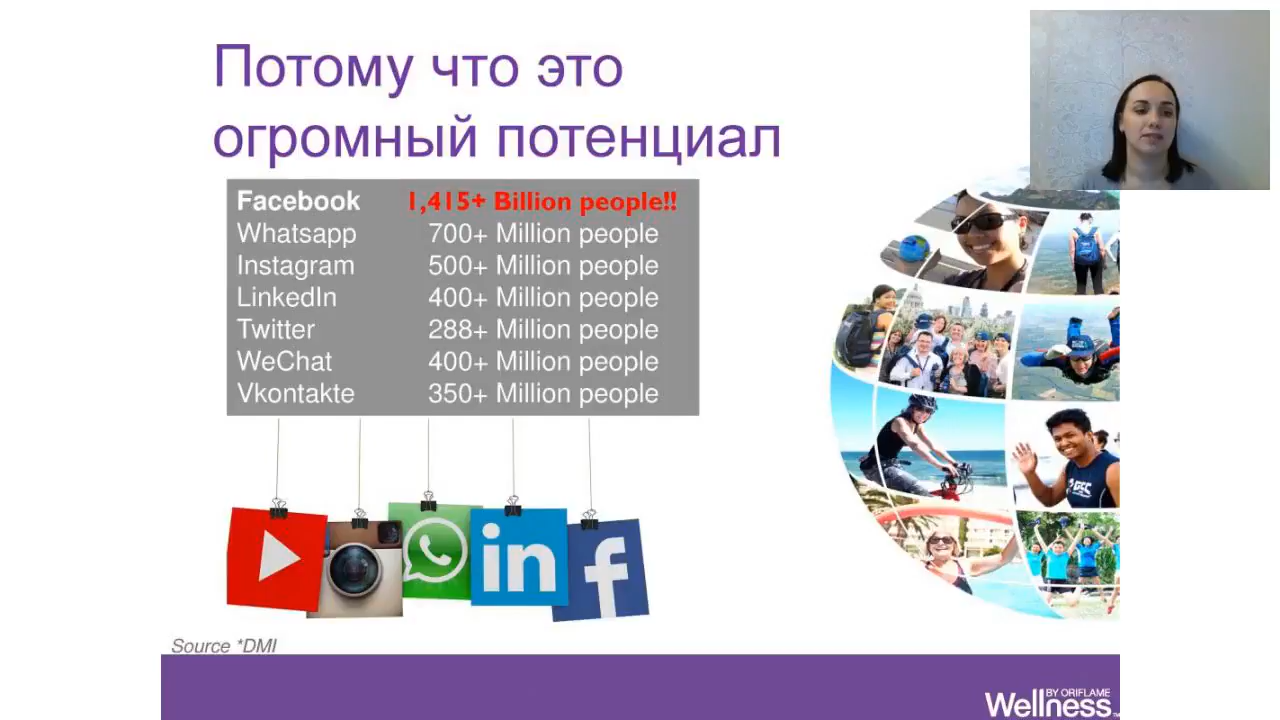 Потому что это
огромный потенциал
Facebook 1,415+ Billion people!!
Whatsapp 700+ Million people
Instagram 500+ Million people
LinkedIn 400+ Million people
Twitter 288+ Million people
WeChat 400+ Million people
Vkontakte 350+ Million people
in
f
Source *DMI
BY ORIFLAME
Wellness™